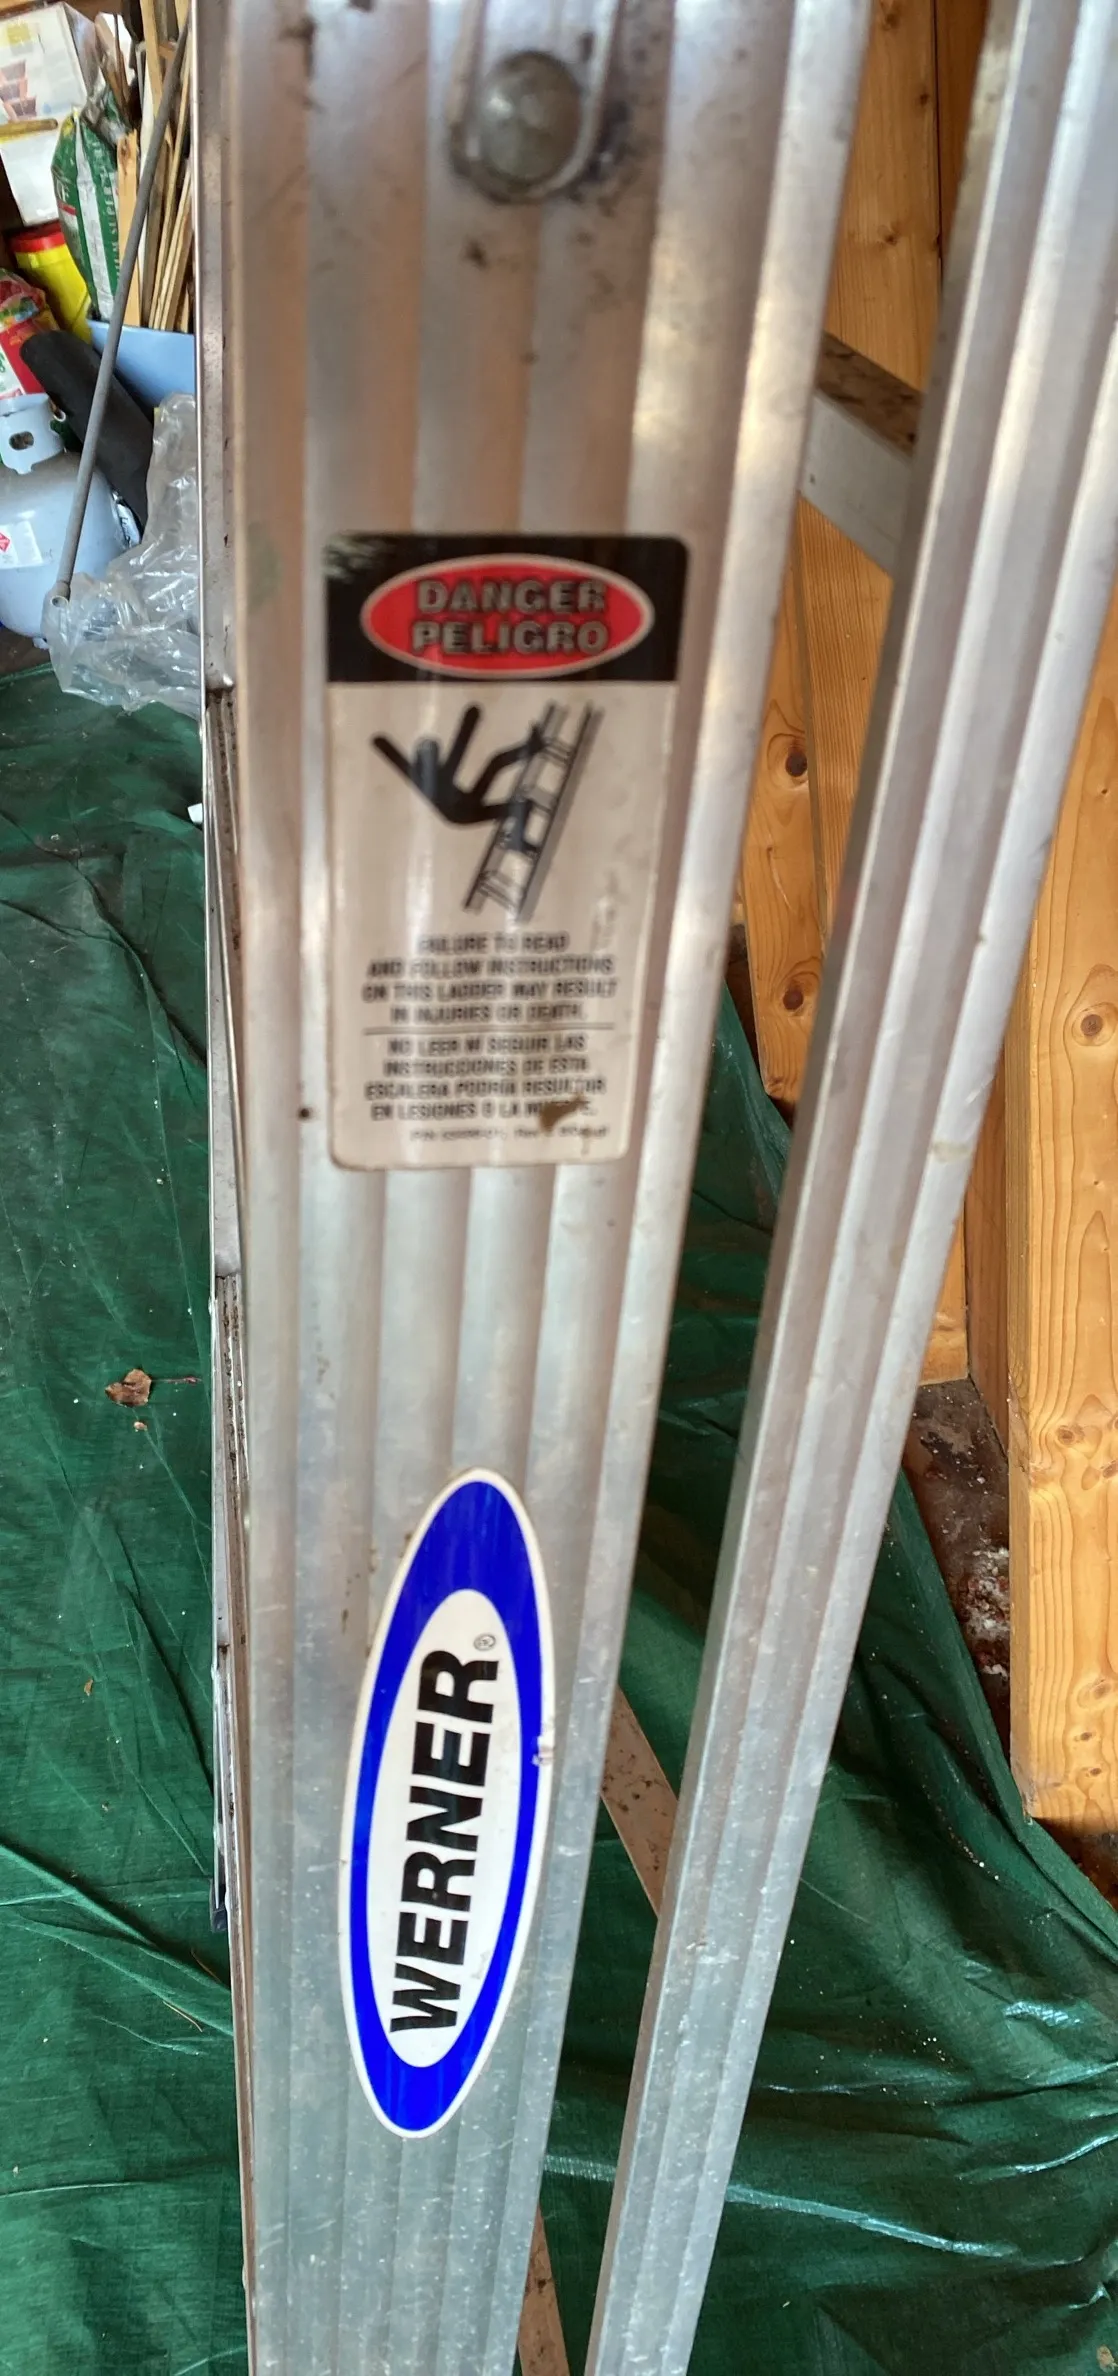 DANGER
PELIGRO
FAILURE TO READ
AND FOLLOW INSTRUCTIONS
ON THIS LADDER MAY RESULT
IN INJURIES OR DEATH.
NO LEER NI SEGUIR LAS
INSTRUCCIONES DE ESTA
ESCALERA PODRÍA RESULTAR
EN LESIONES O LA MUERTE.
WERNER®